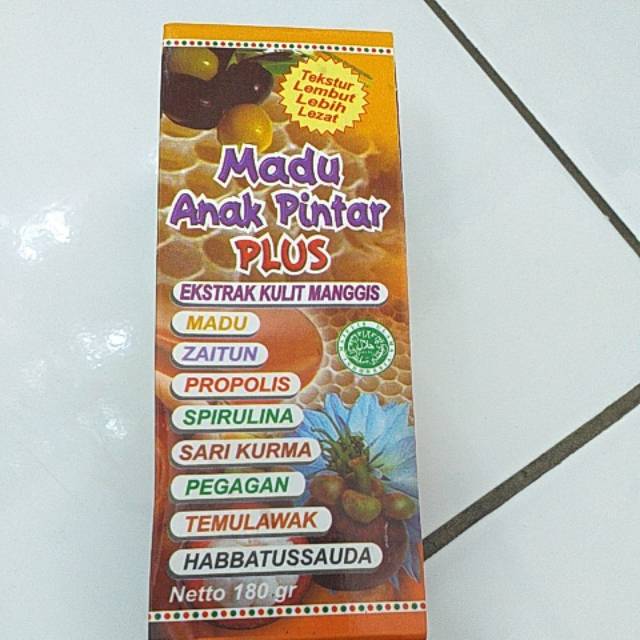 Tekstur
Lembut
Lebih
Lezat
Madu
Anak Pintar
PLUS
EKSTRAK KULIT MANGGIS
MADU
ZAITUN
PROPOLIS
SPIRULINA
SARI KURMA
PEGAGAN
TEMULAWAK
HABBATUSSAUDA
Netto 180 gr